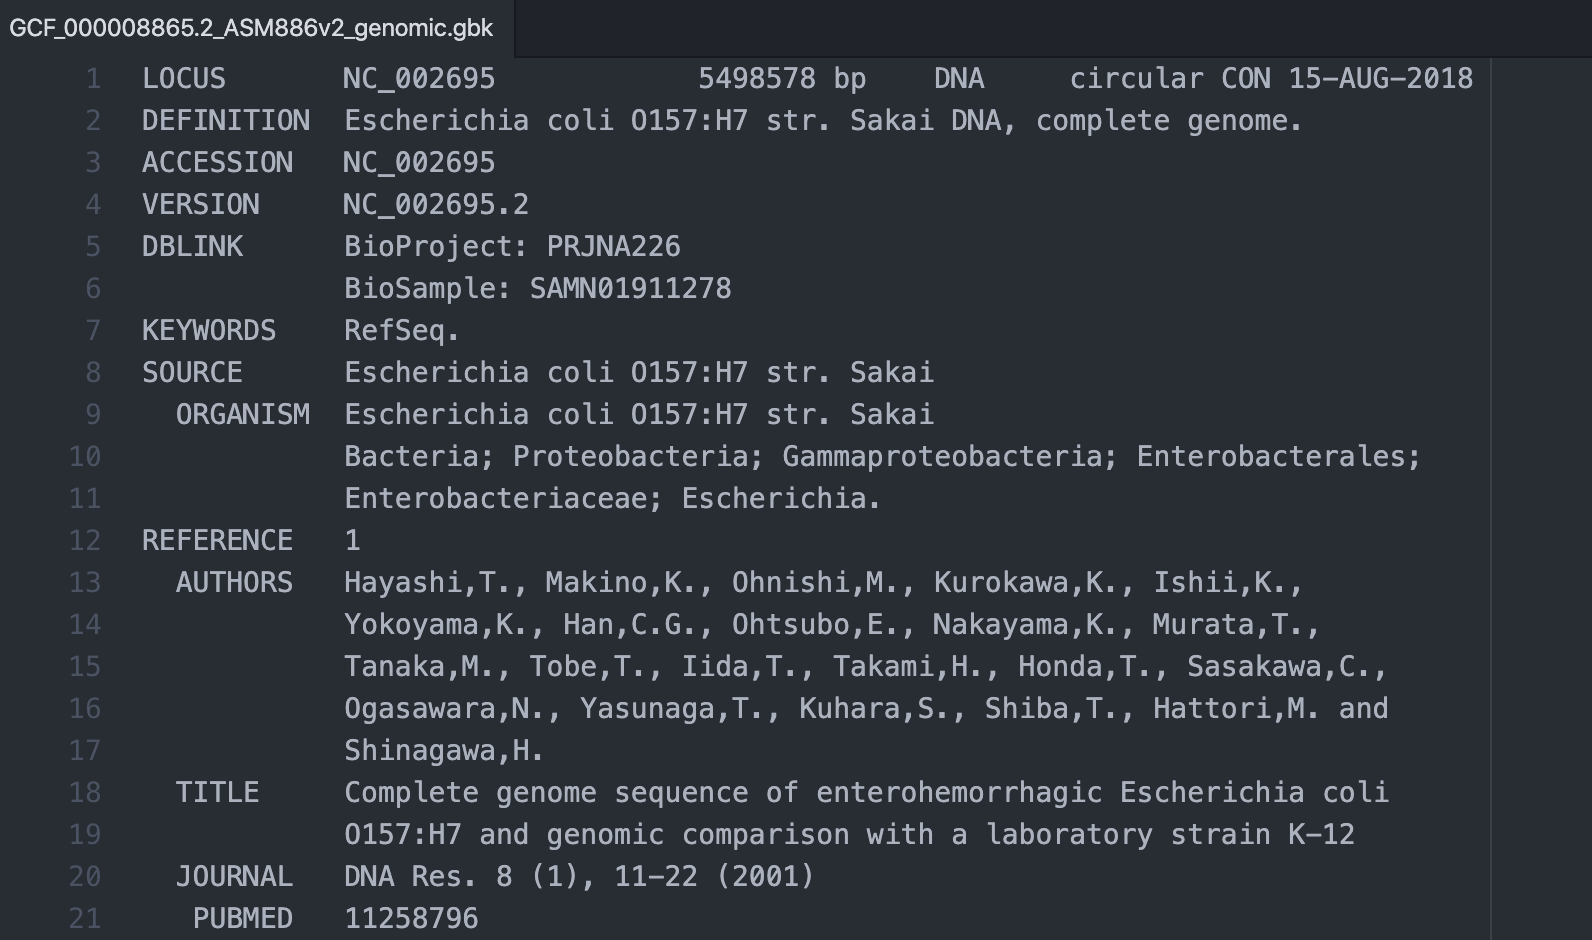 GCF_000008865.2_ASM886v2_genomic.gbk
1 LOCUS NC_002695 5498578 bp DNA circular CON 15-AUG-2018
2 DEFINITION Escherichia coli O157:H7 str. Sakai DNA, complete genome.
3 ACCESSION NC_002695
4 VERSION NC_002695.2
5 DBLINK BioProject: PRJNA226
6 BioSample: SAMN01911278
7 KEYWORDS RefSeq.
8 SOURCE Escherichia coli O157:H7 str. Sakai
9 ORGANISM Escherichia coli O157:H7 str. Sakai
10 Bacteria; Proteobacteria; Gammaproteobacteria; Enterobacterales;
11 Enterobacteriaceae; Escherichia.
12 REFERENCE 1
13 AUTHORS Hayashi,T., Makino,K., Ohnishi,M., Kurokawa,K., Ishii,K.,
14 Yokoyama,K., Han,C.G., Ohtsubo,E., Nakayama,K., Murata,T.,
15 Tanaka,M., Tobe,T., Iida,T., Takami,H., Honda,T., Sasakawa,C.,
16 Ogasawara,N., Yasunaga,T., Kuhara,S., Shiba,T., Hattori,M. and
17 Shinagawa,H.
18 TITLE Complete genome sequence of enterohemorrhagic Escherichia coli
19 O157:H7 and genomic comparison with a laboratory strain K-12
20 JOURNAL DNA Res. 8 (1), 11-22 (2001)
21 PUBMED 11258796